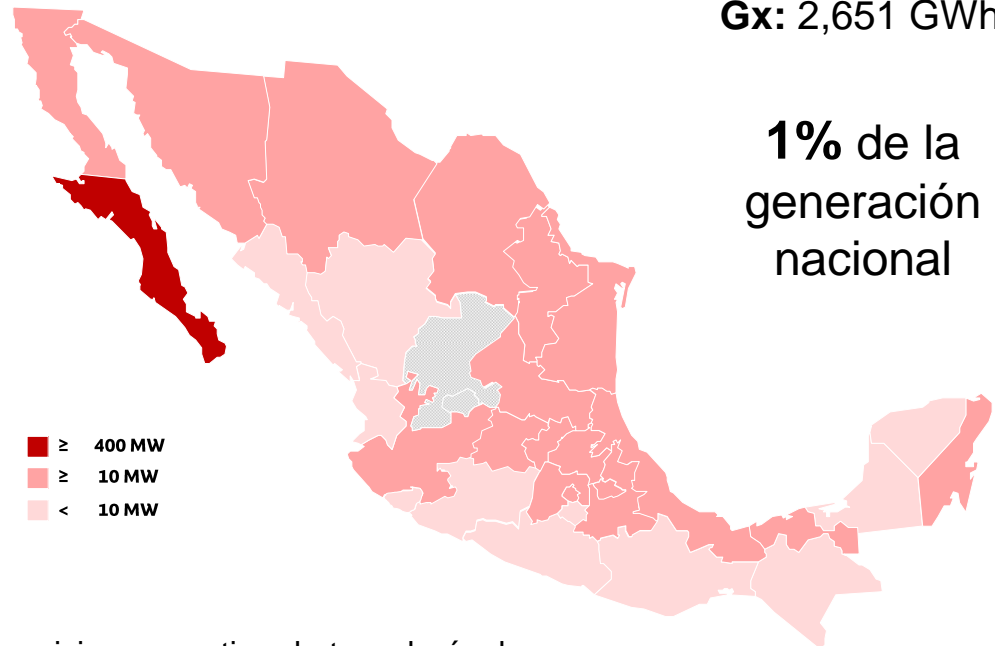 Gx: 2,651 GWh
1% de la
generación
nacional
≥ 400 MW
≥ 10 MW
< 10 MW